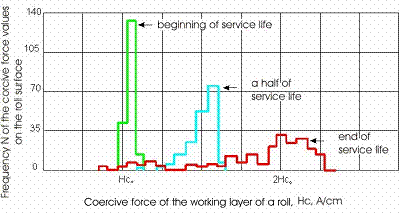 Frequency N of the corcive force values
on the roll surface
140
105
70
35
0
beginning of service life
a half of
service life
end of
service life
Hc₀
2Hc₀
Coercive force of the working layer of a roll, Hc, A/cm